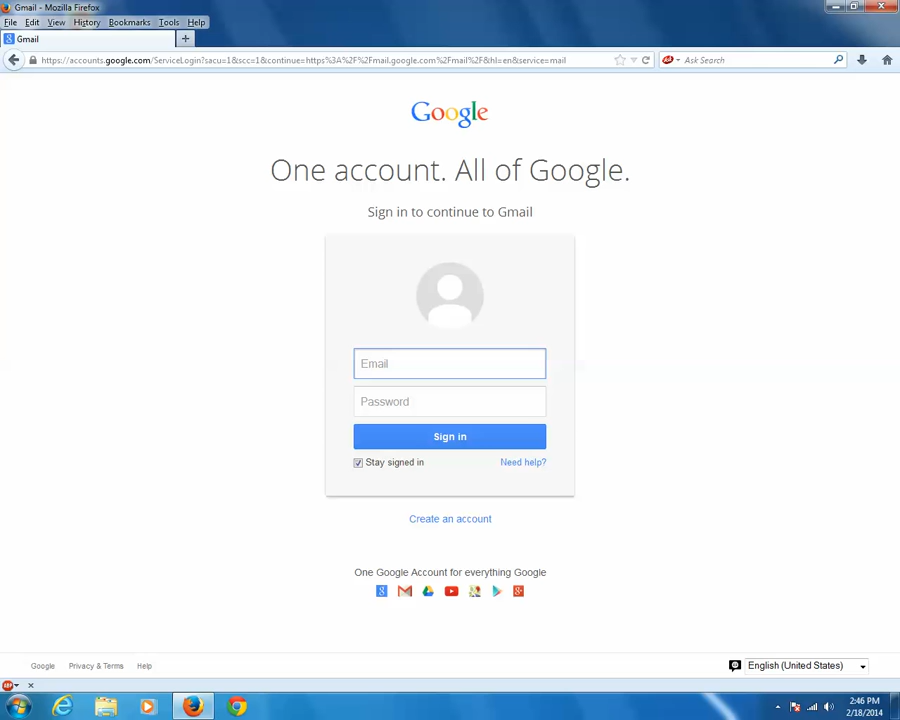 Gmail - Mozilla Firefox
File Edit View History Bookmarks Tools Help
Gmail
https://accounts.google.com/ServiceLogin?sacu=1&scc=1&continue=https%3A%2F%2Fmail.google.com%2Fmail%2F&hl=en&service=mail
Ask Search
Google
One account. All of Google.
Sign in to continue to Gmail
Email
Password
Sign in
Stay signed in Need help?
Create an account
One Google Account for everything Google
Google Privacy & Terms Help English (United States)
ABP
2:46 PM
2/18/2014